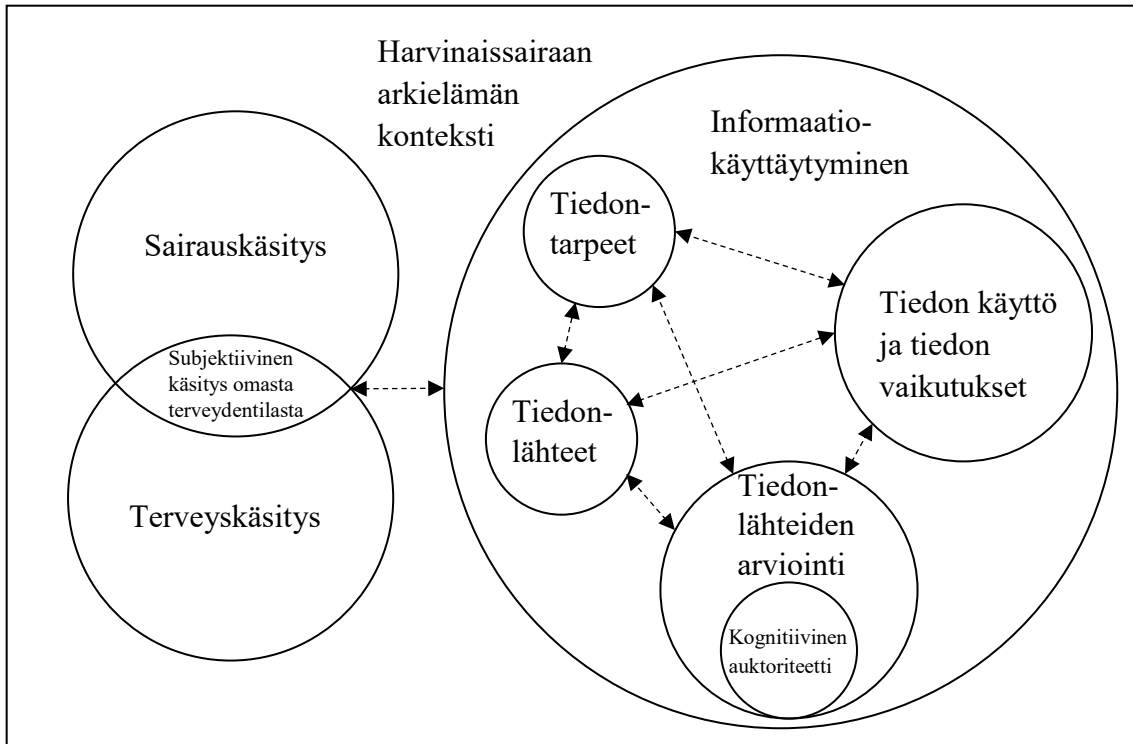 Harvinaissairaan
arkielämän
konteksti
Sairauskäsitys
Subjektiivinen
käsitys omasta
terveydentilasta
Terveyskäsitys
Informaatio-
käyttäytyminen
Tiedon-
tarpeet
Tiedon-
lähteet
Tiedon käyttö
ja tiedon
vaikutukset
Tiedon-
lähteiden
arviointi
Kognitiivinen
auktoriteetti